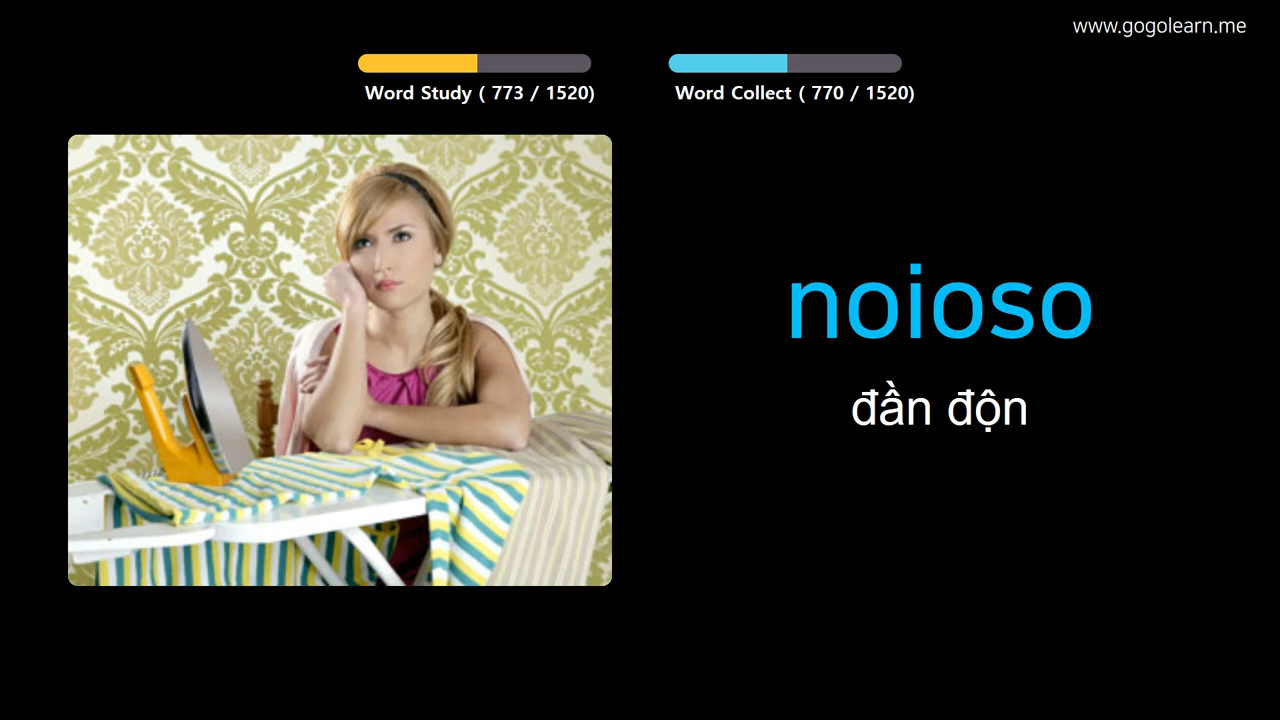 www.gogolearn.me
Word Study ( 773 / 1520)
Word Collect ( 770 / 1520)
noioso
đần độn